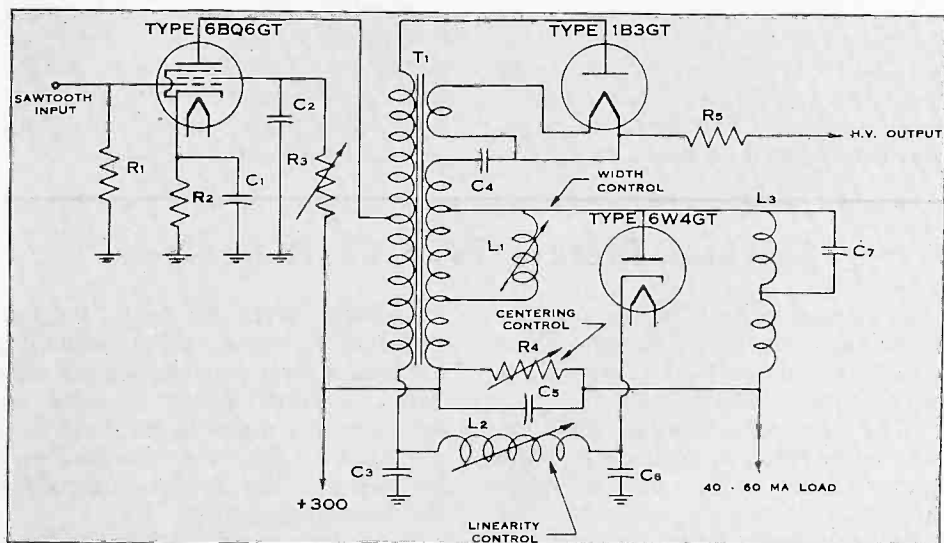 TYPE 6BQ6GT
TYPE 1B3GT
T1
SAWTOOTH
INPUT
C2
R5
H.V. OUTPUT
R1
R2
C1
R3
C4
WIDTH
CONTROL
TYPE 6W4GT
L3
L1
C7
CENTERING
CONTROL
R4
C5
L2
C3
C6
+300
40 - 60 MA LOAD
LINEARITY
CONTROL